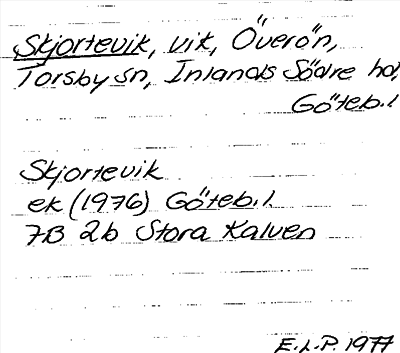 Skjortevik, vik, Överön,
Torsby sn, Inlands Södre hd,
Göteb.l
Skjortevik
ek (1976) Göteb.l.
7B 2b Stora Kalven
E.L.P. 1977